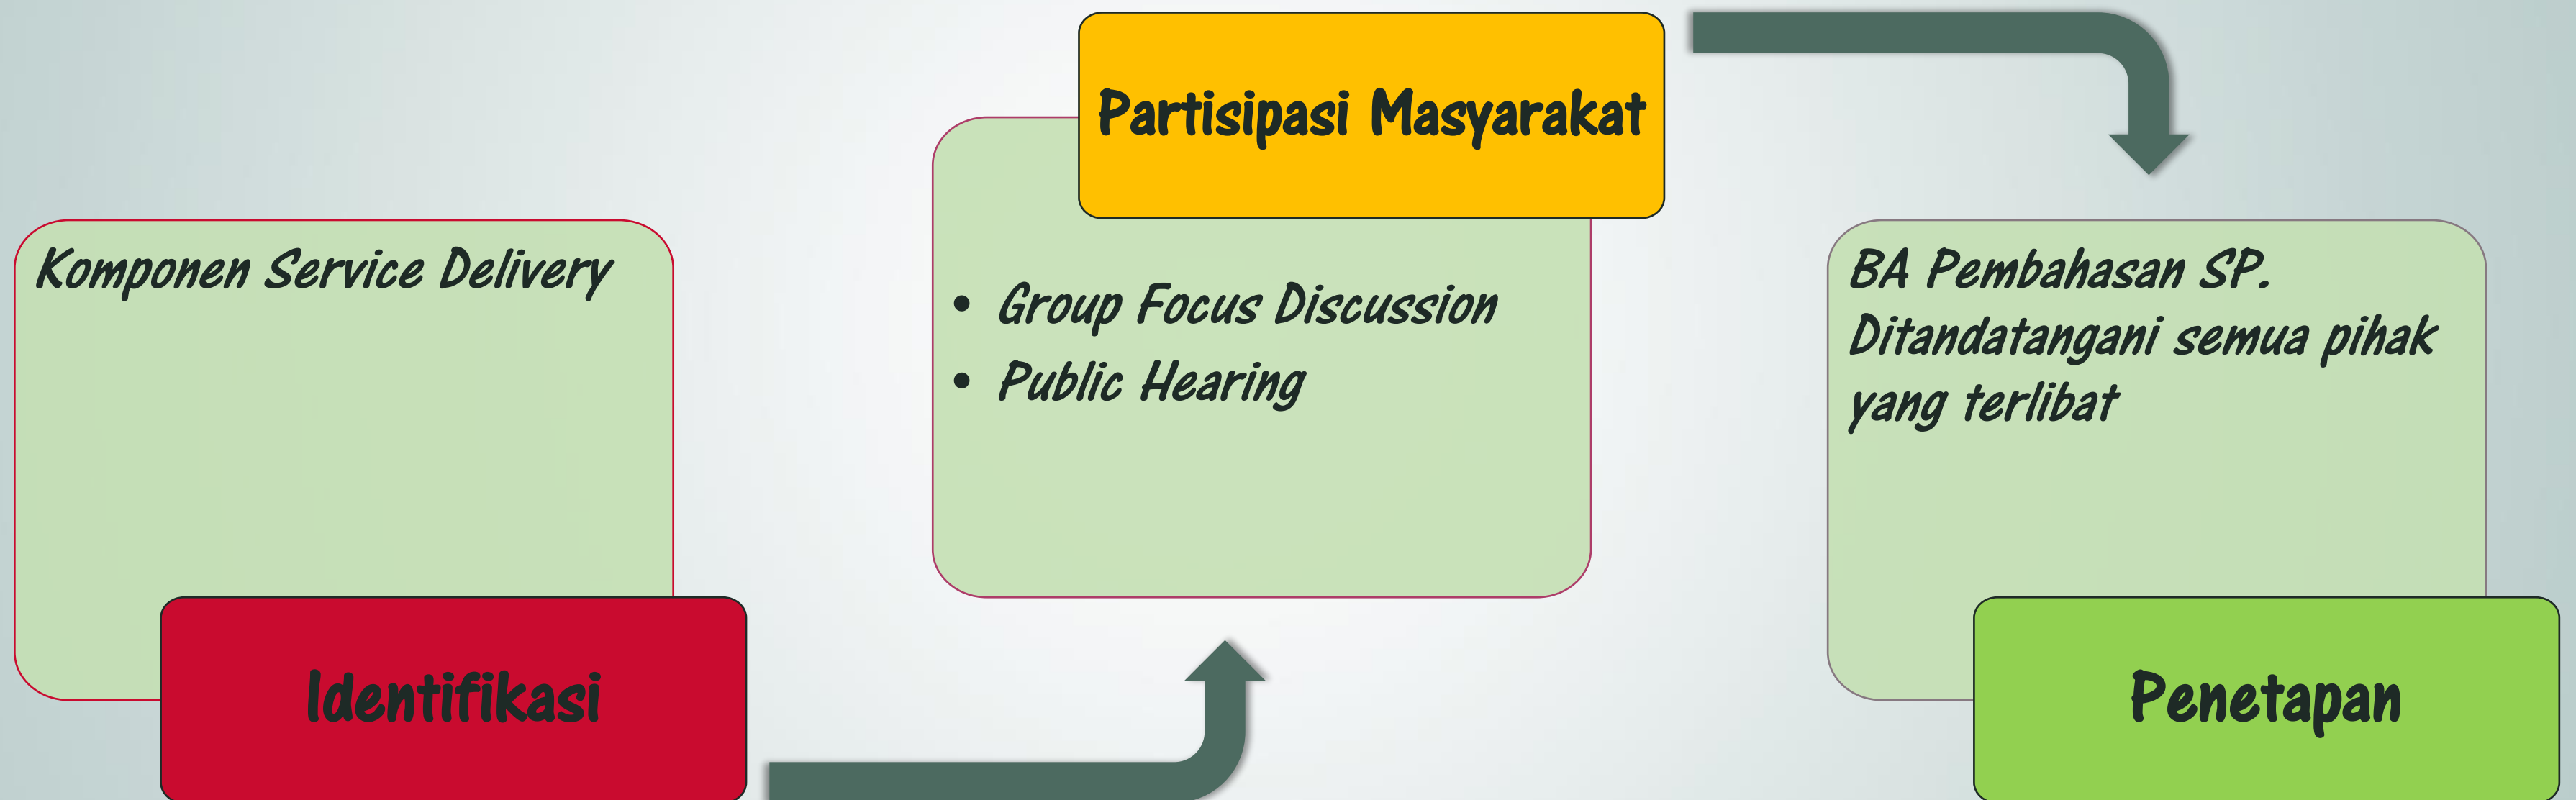 Komponen Service Delivery
Identifikasi
Partisipasi Masyarakat
• Group Focus Discussion
• Public Hearing
BA Pembahasan SP.
Ditandatangani semua pihak
yang terlibat
Penetapan